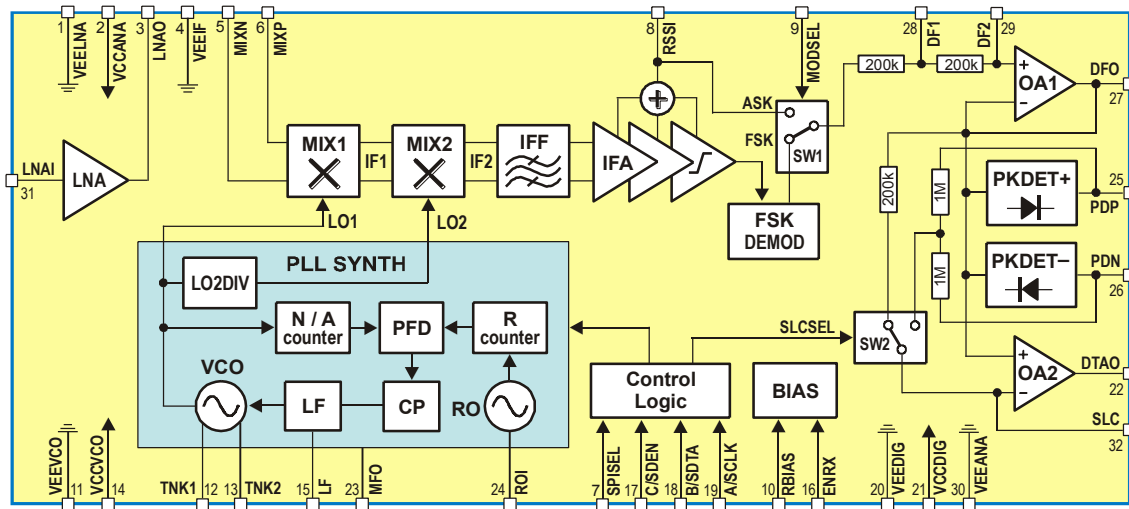 1 VEELNA
2 VCCANA
3 LNAO
4 VEEIF
5 MIXN
6 MIXP
8 RSSI
9 MODSEL
28 DF1
29 DF2
200k
200k
OA1
+
−
DFO
27
ASK
FSK
SW1
MIX1
IF1
MIX2
IF2
IFF
IFA
+
LNAI
31
LNA
LO1
LO2
FSK
DEMOD
200k
1M
1M
PKDET+
25
PDP
PKDET−
PDN
26
PLL SYNTH
LO2DIV
N / A
counter
PFD
R
counter
VCO
LF
CP
RO
SLCSEL
SW2
Control
Logic
BIAS
+
−
OA2
DTAO
22
SLC
32
VEEVCO
11
VCCVCO
14
TNK1 12
13 TNK2
15 LF
23 MFO
24 ROI
7 SPISEL
17 C/SDEN
18 B/SDTA
19 A/SCLK
10 RBIAS
16 ENRX
20 VEEDIG
21 VCCDIG
30 VEEANA